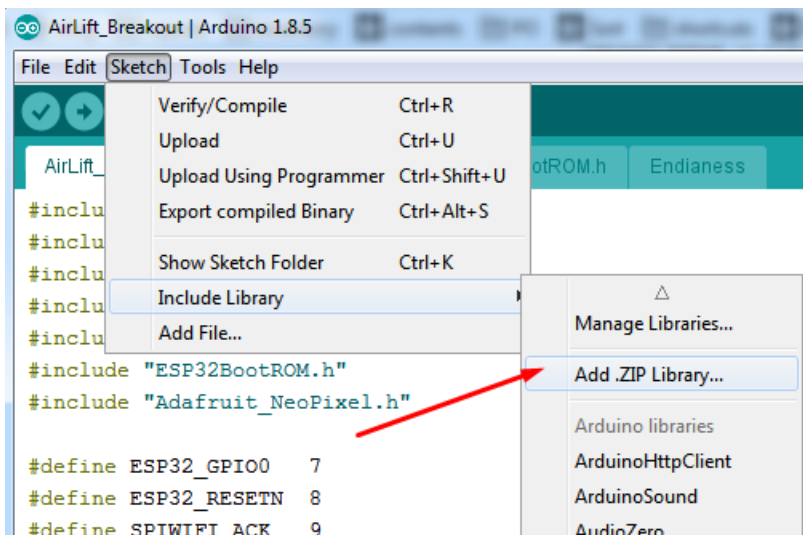 AirLift_Breakout | Arduino 1.8.5
File Edit Sketch Tools Help
Verify/Compile Ctrl+R
Upload Ctrl+U
Upload Using Programmer Ctrl+Shift+U
Export compiled Binary Ctrl+Alt+S
Show Sketch Folder Ctrl+K
Include Library
Add File...
Manage Libraries...
Add .ZIP Library...
Arduino libraries
ArduinoHttpClient
ArduinoSound
AudioZero
AirLift_ otROM.h Endianess
#inclu
#inclu
#inclu
#inclu
#inclu
#include "ESP32BootROM.h"
#include "Adafruit_NeoPixel.h"
#define ESP32_GPIO0 7
#define ESP32_RESETN 8
#define SPIWIFI_ACK 9